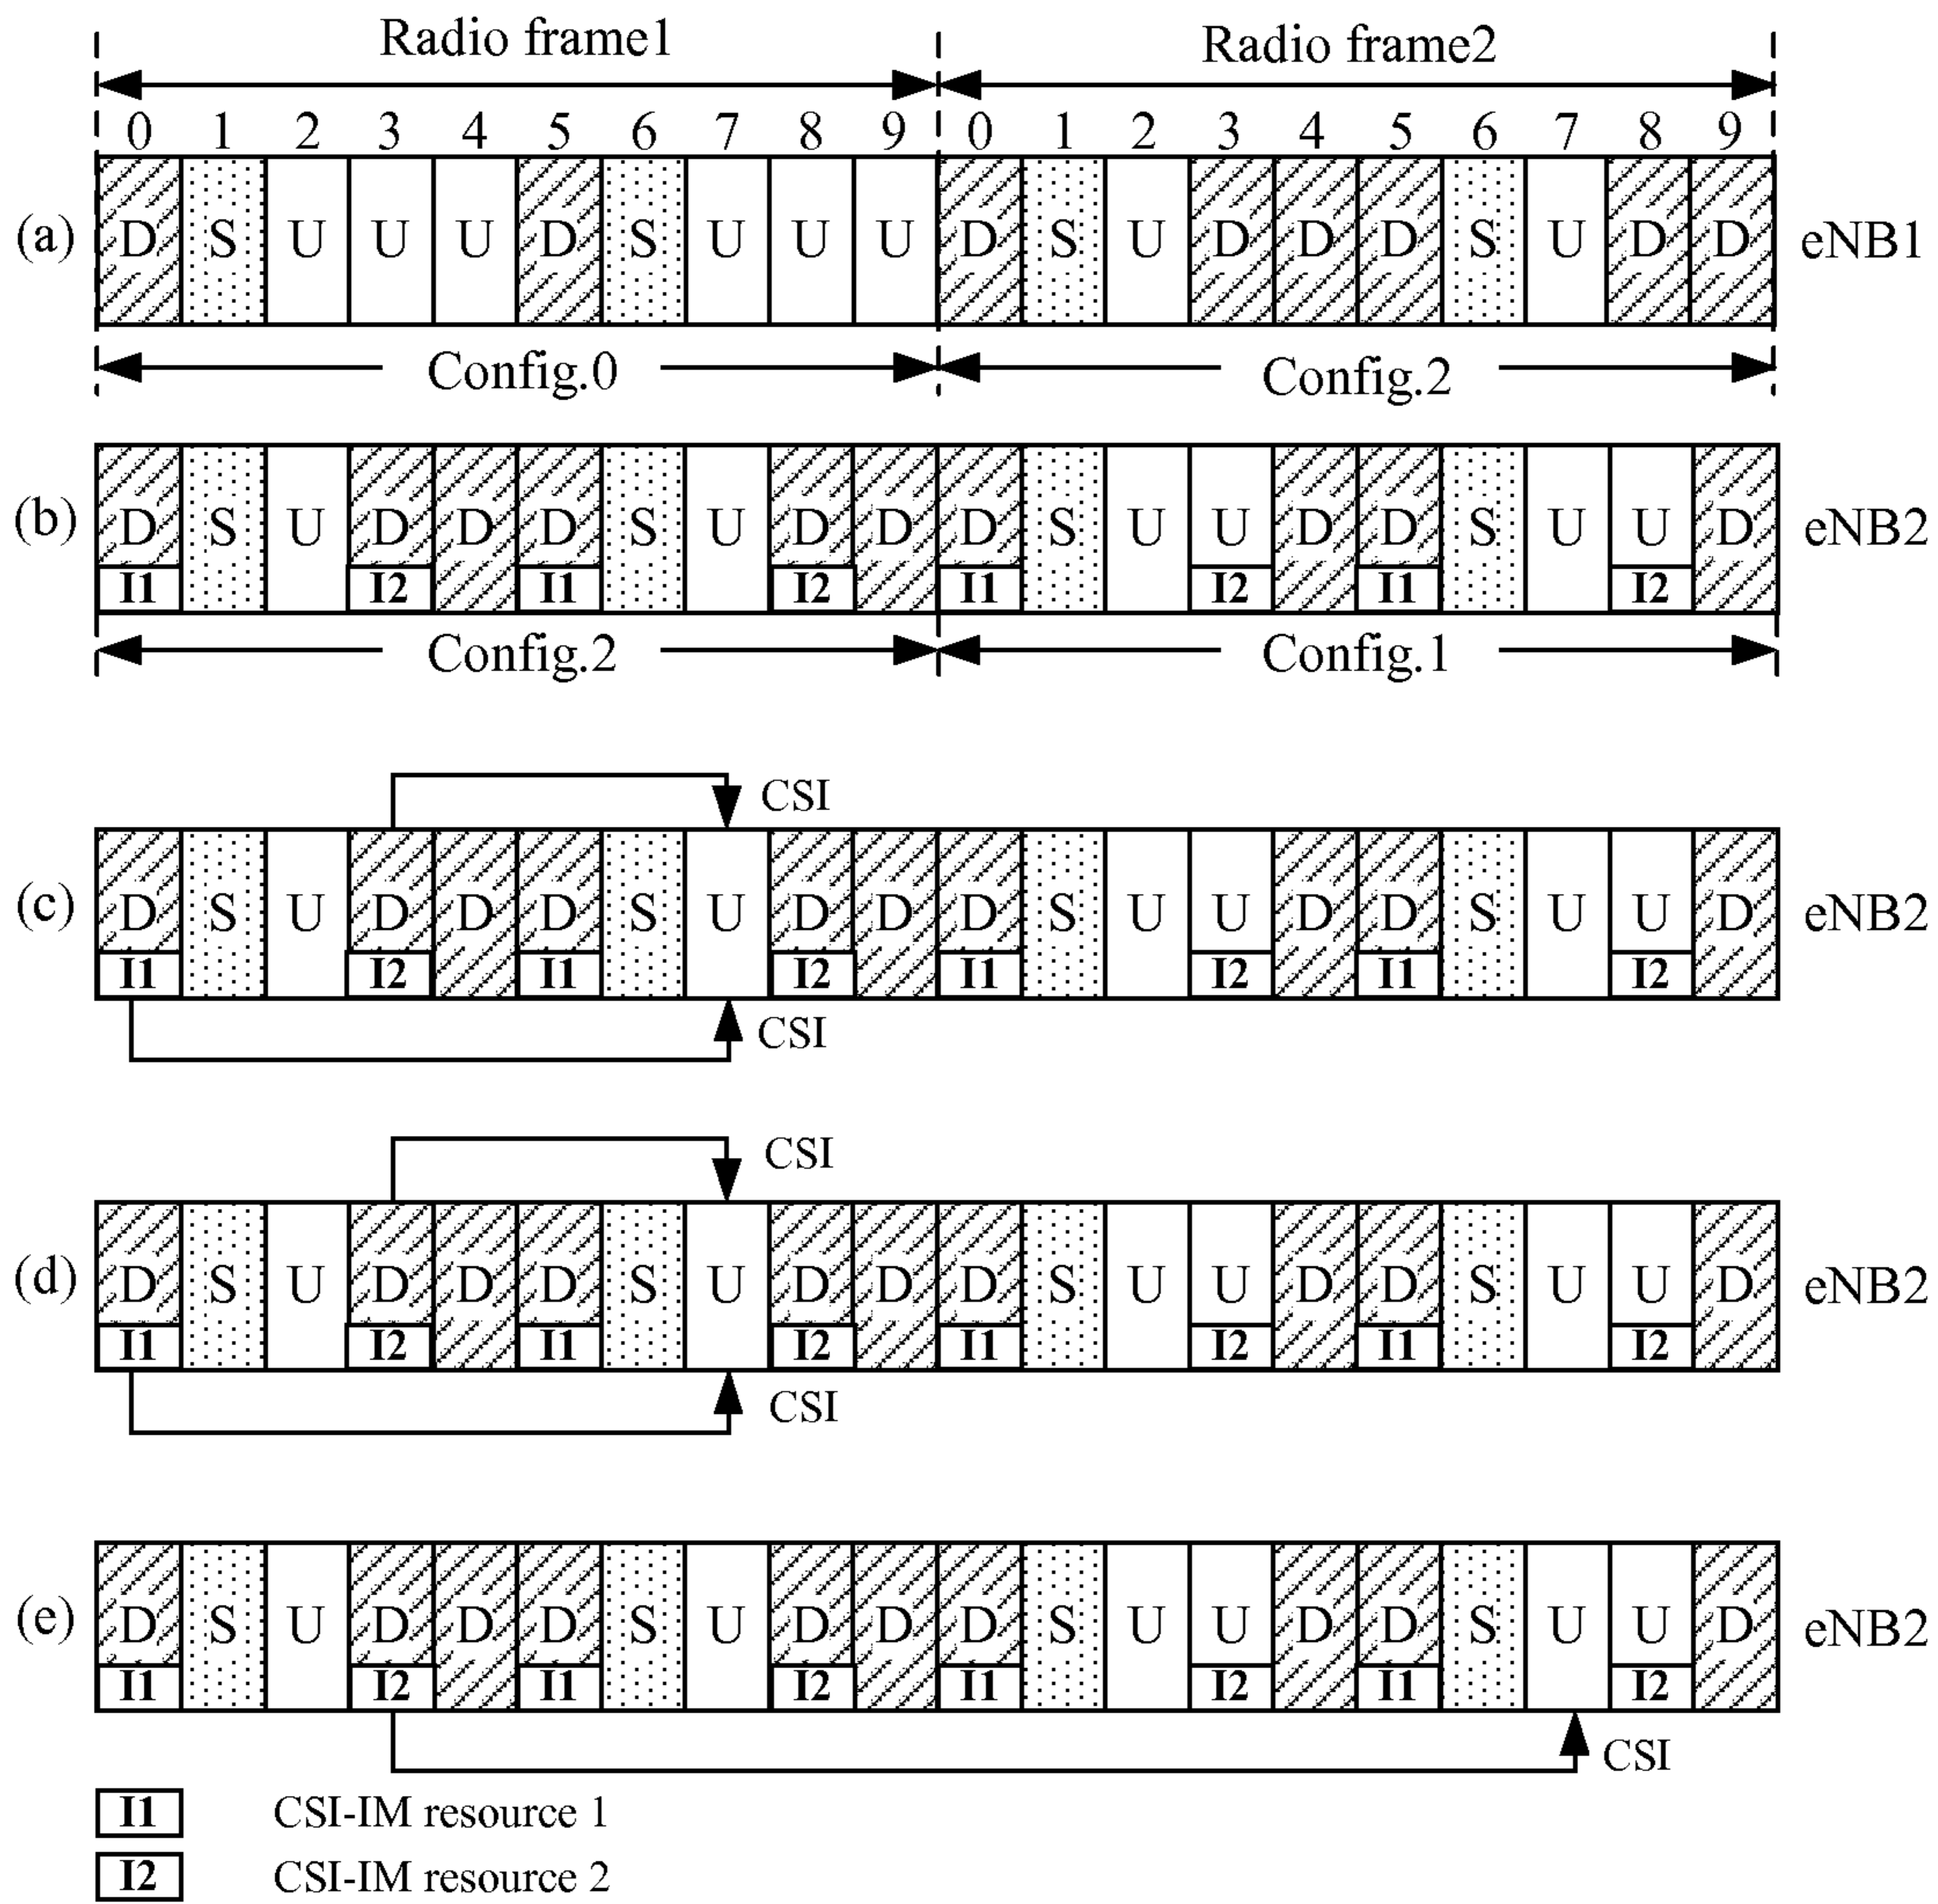 Radio frame1 Radio frame2
0 1 2 3 4 5 6 7 8 9 0 1 2 3 4 5 6 7 8 9
(a) D S U U U D S U U U D S U D D D S U D D eNB1
Config.0 Config.2
(b) D S U D D D S U D D D S U U D D S U U D eNB2
I1 I2 I1 I2 I1 I2 I1 I2
Config.2 Config.1
CSI
(c) D S U D D D S U D D D S U U D D S U U D eNB2
I1 I2 I1 I2 I1 I2 I1 I2
CSI
CSI
(d) D S U D D D S U D D D S U U D D S U U D eNB2
I1 I2 I1 I2 I1 I2 I1 I2
CSI
(e) D S U D D D S U D D D S U U D D S U U D eNB2
I1 I2 I1 I2 I1 I2 I1 I2
CSI
I1 CSI-IM resource 1
I2 CSI-IM resource 2